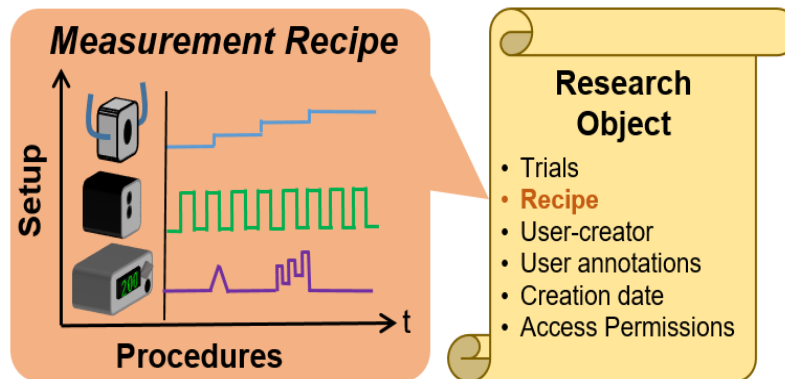 Measurement Recipe
Setup
200
t
Procedures
Research
Object
• Trials
• Recipe
• User-creator
• User annotations
• Creation date
• Access Permissions